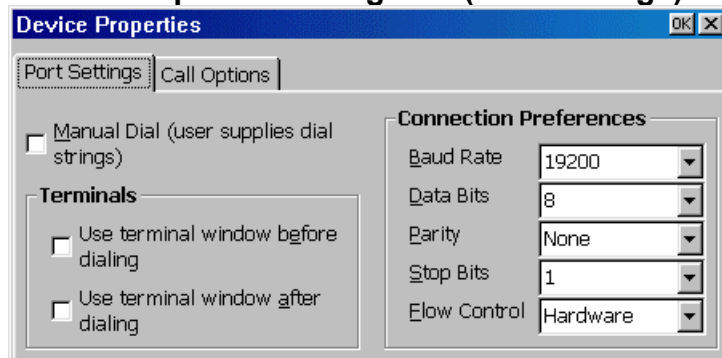 Device Properties OK
Port Settings Call Options
Manual Dial (user supplies dial
strings)
Terminals
Use terminal window before
dialing
Use terminal window after
dialing
Connection Preferences
Baud Rate 19200
Data Bits 8
Parity None
Stop Bits 1
Flow Control Hardware